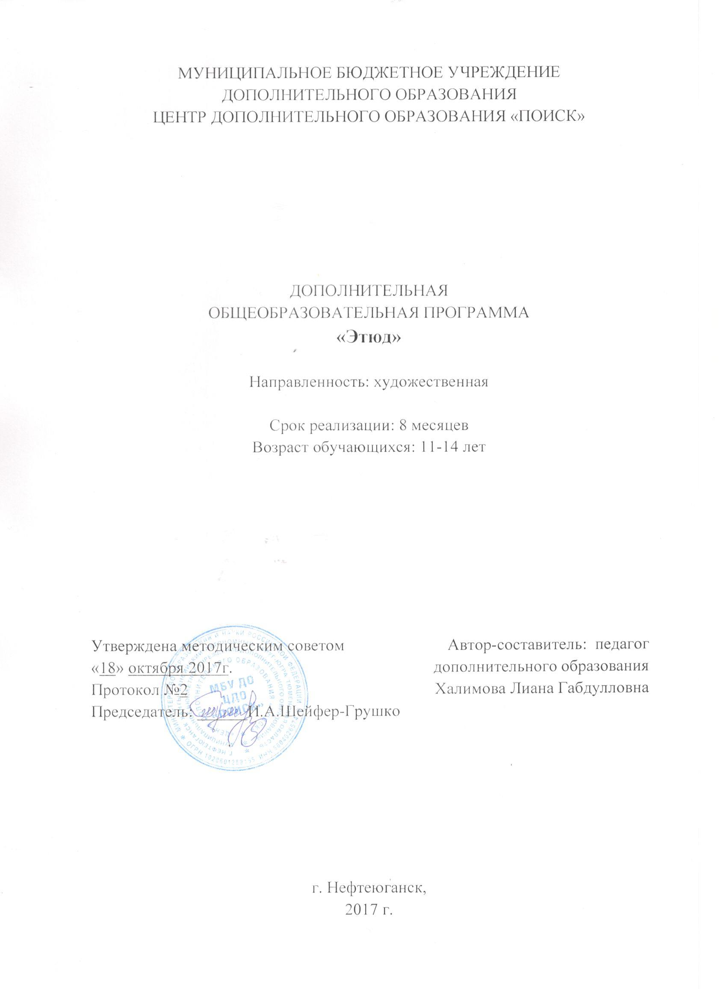 МУНИЦИПАЛЬНОЕ БЮДЖЕТНОЕ УЧРЕЖДЕНИЕ
ДОПОЛНИТЕЛЬНОГО ОБРАЗОВАНИЯ
ЦЕНТР ДОПОЛНИТЕЛЬНОГО ОБРАЗОВАНИЯ «ПОИСК»
ДОПОЛНИТЕЛЬНАЯ
ОБЩЕОБРАЗОВАТЕЛЬНАЯ ПРОГРАММА
«Этюд»
Направленность: художественная
Срок реализации: 8 месяцев
Возраст обучающихся: 11-14 лет
Утверждена методическим советом
«18» октября 2017г.
Протокол №2
Председатель: ______И.А.Шейфер-Грушко
Автор-составитель: педагог
дополнительного образования
Халимова Лиана Габдулловна
МБУ ДО
ЦДО
«ПОИСК»
г. Нефтеюганск,
2017 г.